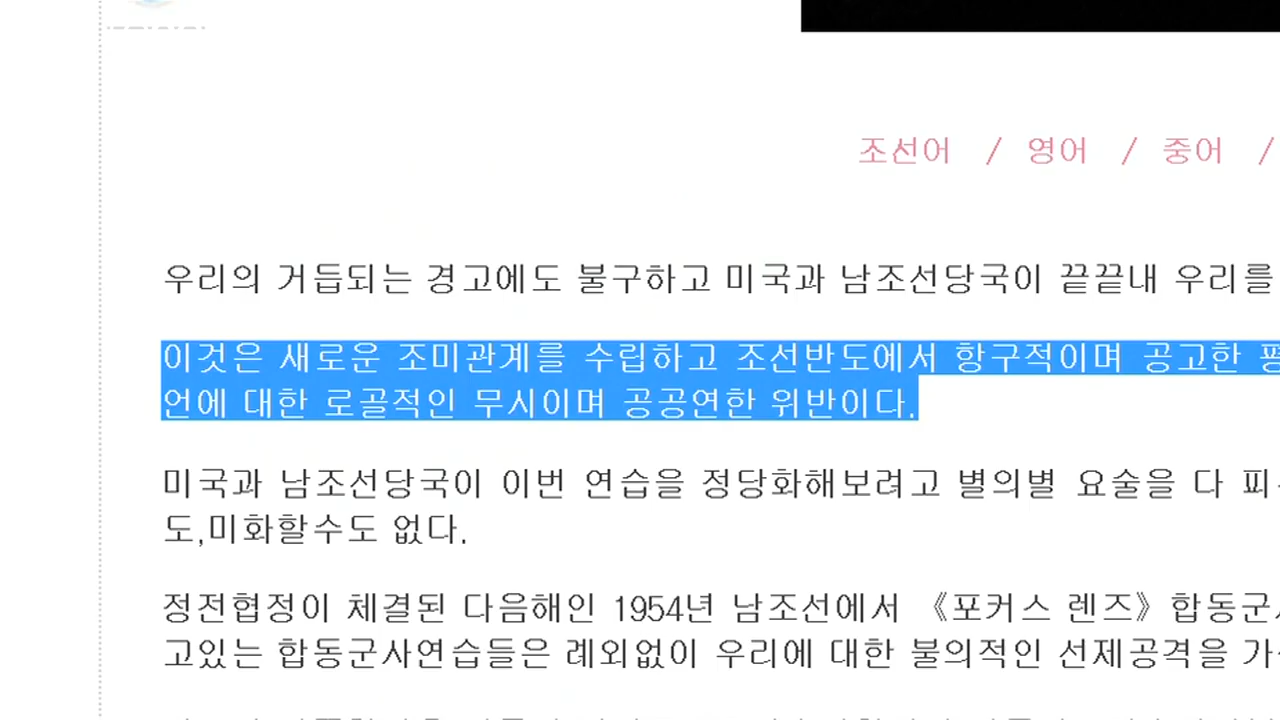 조선어 / 영어 / 중어 /
우리의 거듭되는 경고에도 불구하고 미국과 남조선당국이 끝끝내 우리를
이것은 새로운 조미관계를 수립하고 조선반도에서 항구적이며 공고한
언에 대한 로골적인 무시이며 공공연한 위반이다.
미국과 남조선당국이 이번 연습을 정당화해보려고 별의별 요술을 다 피
도,미화할수도 없다.
정전협정이 체결된 다음해인 1954년 남조선에서 《포커스 렌즈》합동군
고있는 합동군사연습들은 례외없이 우리에 대한 불의적인 선제공격을